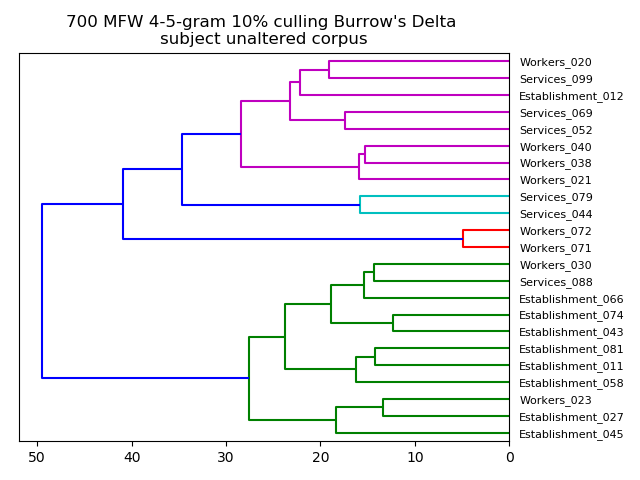 700 MFW 4-5-gram 10% culling Burrow's Delta
subject unaltered corpus
Workers_020
Services_099
Establishment_012
Services_069
Services_052
Workers_040
Workers_038
Workers_021
Services_079
Services_044
Workers_072
Workers_071
Workers_030
Services_088
Establishment_066
Establishment_074
Establishment_043
Establishment_081
Establishment_011
Establishment_058
Workers_023
Establishment_027
Establishment_045
50 40 30 20 10 0